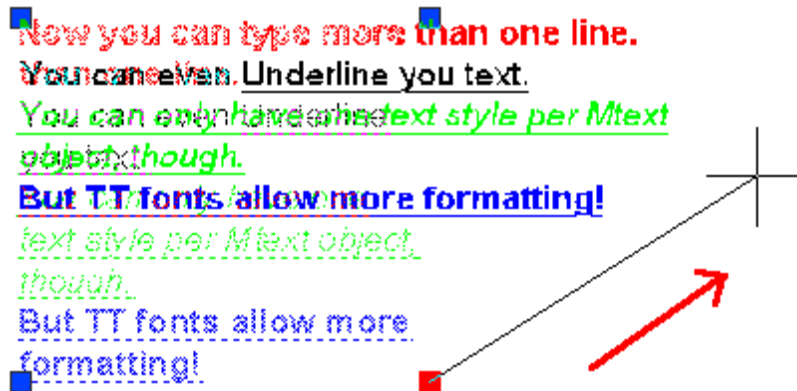 Now you can type more than one line.
You can even Underline you text.
You can only have one text style per Mtext
object, though.
But TT fonts allow more formatting!
text style per Mtext object,
though.
But TT fonts allow more
formatting!